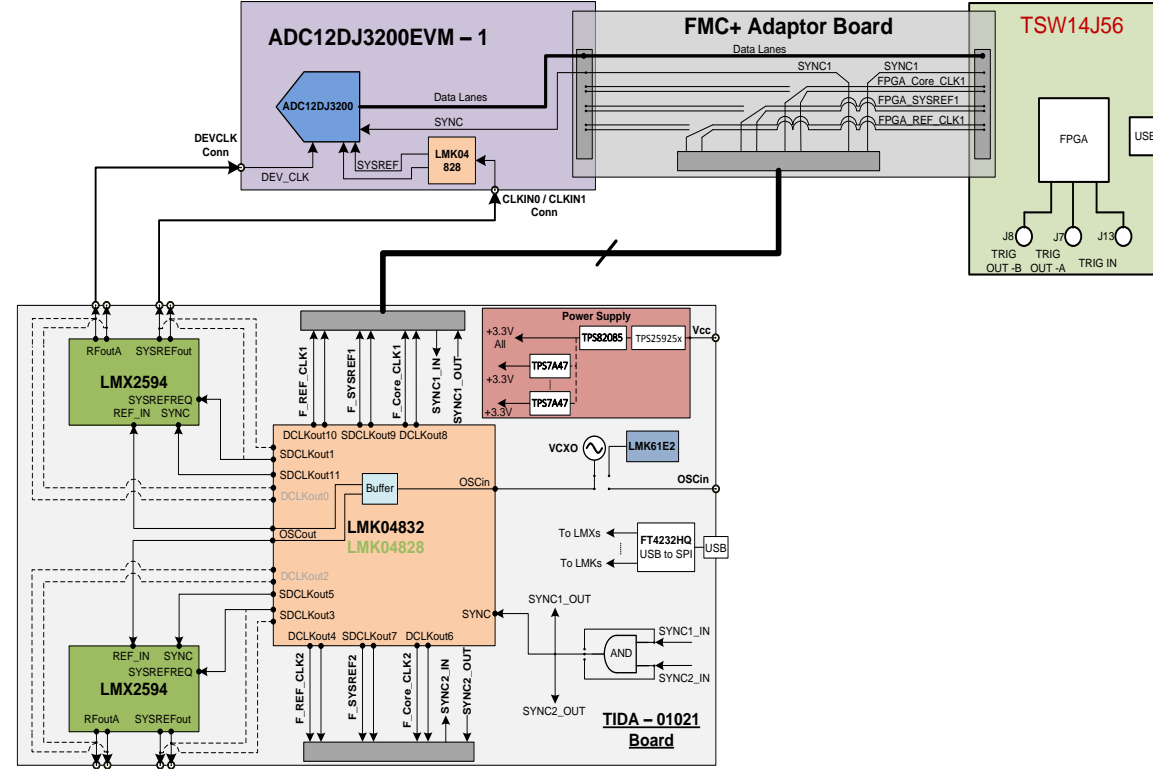 ADC12DJ3200EVM – 1
FMC+ Adaptor Board
TSW14J56
Data Lanes
SYNC1
SYNC1
FPGA_Core_CLK1
FPGA_SYSREF1
FPGA_REF_CLK1
ADC12DJ3200
Data Lanes
SYNC
DEVCLK
Conn
LMK04
828
SYSREF
DEV_CLK
CLKIN0 / CLKIN1
Conn
FPGA
USB
J8
J7
J13
TRIG
OUT -B
TRIG
OUT -A
TRIG IN
RFoutA
SYSREFout
LMX2594
SYSREFREQ
REF_IN
SYNC
F_REF_CLK1
F_SYSREF1
F_Core_CLK1
SYNC1_IN
SYNC1_OUT
Power Supply
+3.3V
All
TPS82085
TPS25925x
Vcc
TPS7A47
+3.3V
TPS7A47
+3.3V
DCLKout10
SDCLKout9
DCLKout8
SDCLKout1
SDCLKout11
DCLKout0
Buffer
OSCin
VCXO
LMK61E2
OSCin
OSCout
LMK04832
LMK04828
To LMXs
To LMKs
FT4232HQ
USB to SPI
USB
DCLKout2
SDCLKout5
SDCLKout3
SYNC
SYNC1_OUT
SYNC1_IN
AND
SYNC2_IN
SYNC2_OUT
DCLKout4
SDCLKout7
DCLKout6
REF_IN
SYNC
SYSREFREQ
LMX2594
RFoutA
SYSREFout
F_REF_CLK2
F_SYSREF2
F_Core_CLK2
SYNC2_IN
SYNC2_OUT
TIDA – 01021
Board